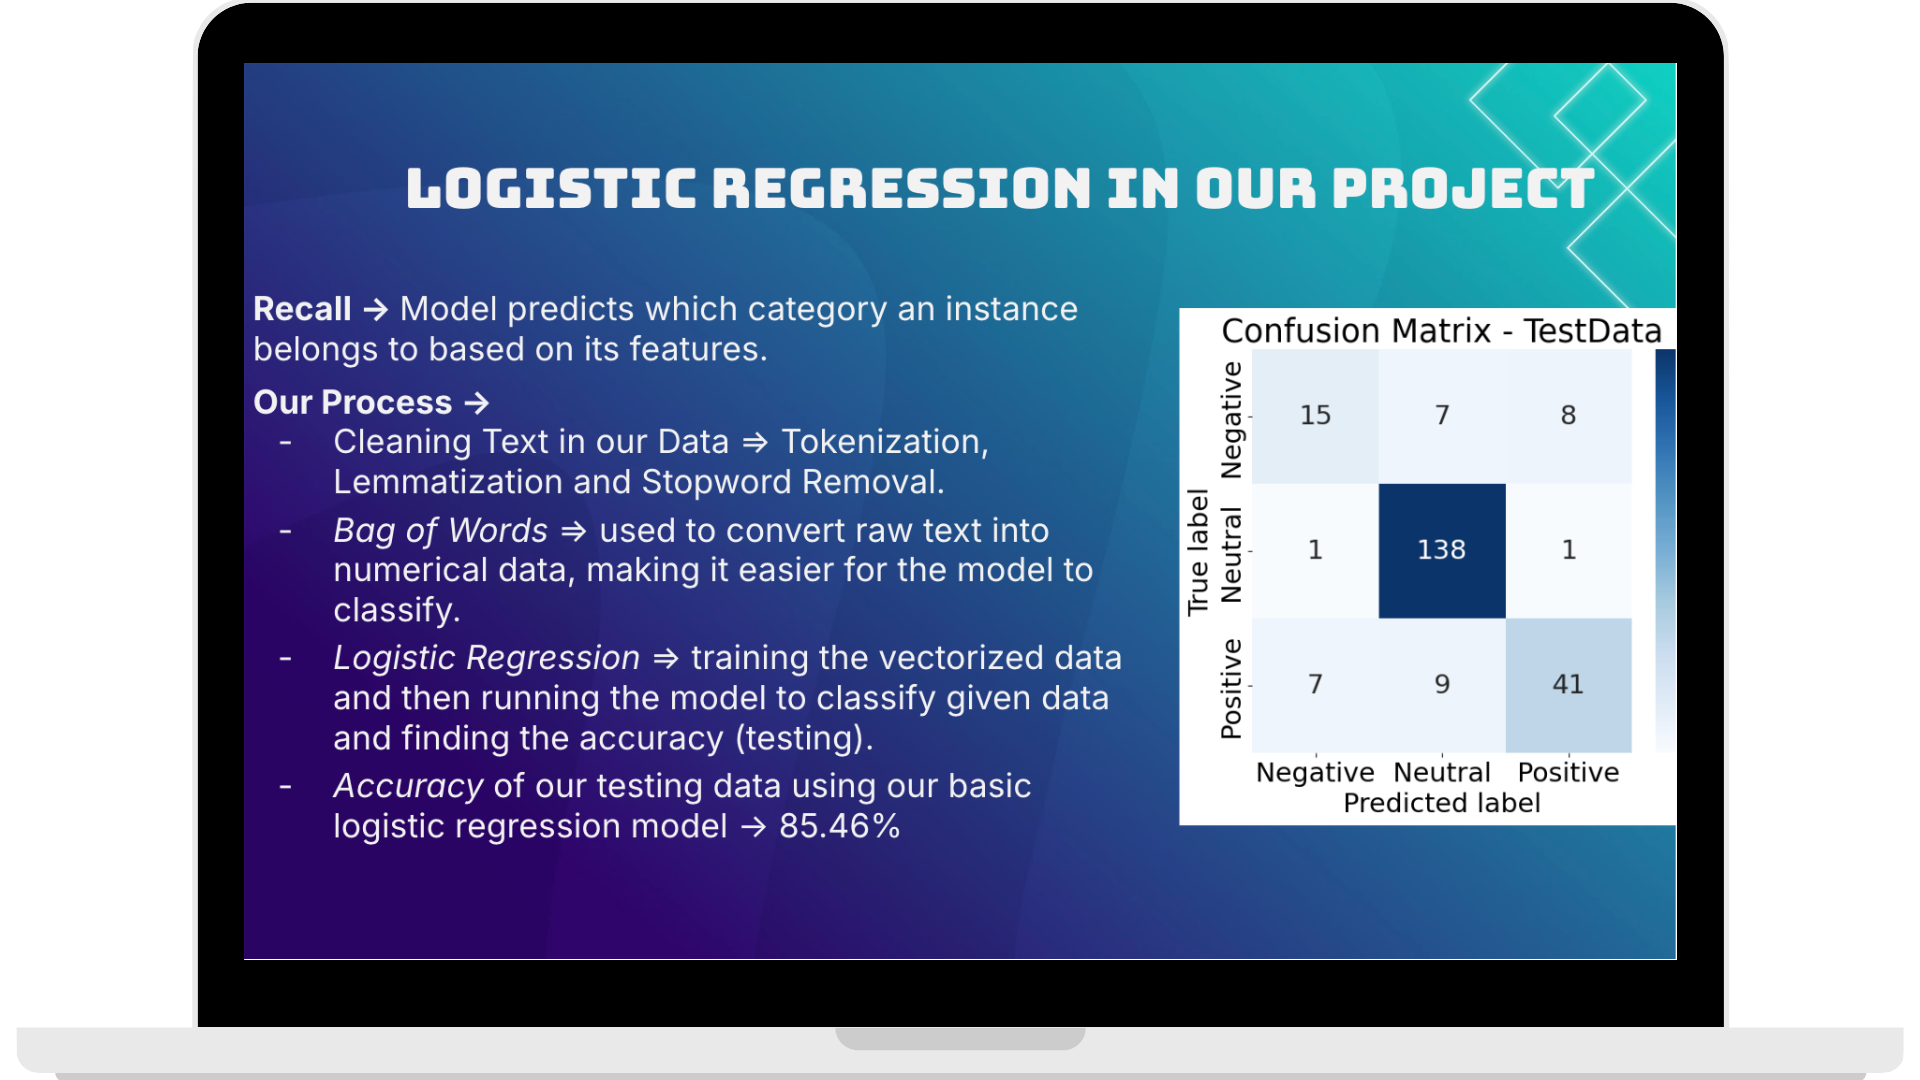 LOGISTIC REGRESSION IN OUR PROJECT
Recall → Model predicts which category an instance
belongs to based on its features.
Our Process →
- Cleaning Text in our Data ⇒ Tokenization,
Lemmatization and Stopword Removal.
- Bag of Words ⇒ used to convert raw text into
numerical data, making it easier for the model to
classify.
- Logistic Regression ⇒ training the vectorized data
and then running the model to classify given data
and finding the accuracy (testing).
- Accuracy of our testing data using our basic
logistic regression model → 85.46%
Confusion Matrix - TestData
True label
Negative
15 7 8
Neutral
1 138 1
Positive
7 9 41
Negative Neutral Positive
Predicted label